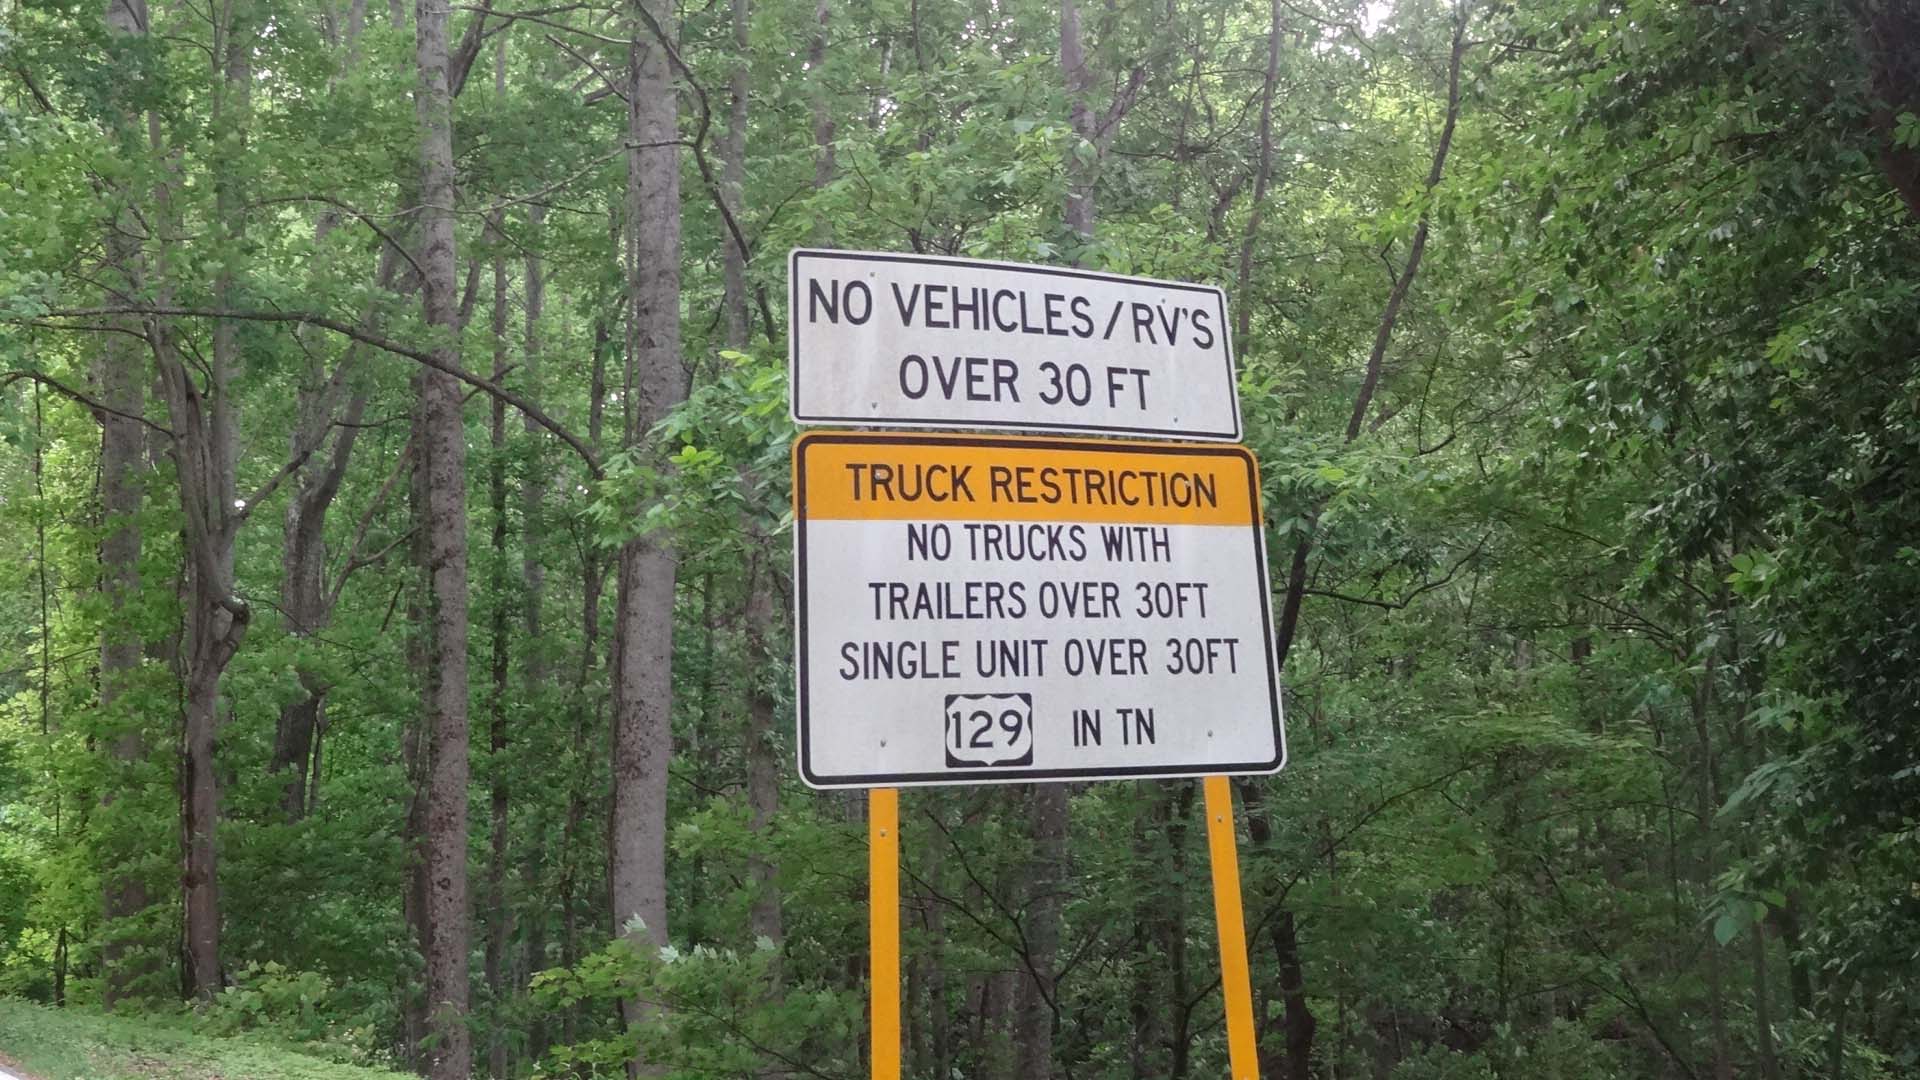 NO VEHICLES/RV'S
OVER 30 FT
TRUCK RESTRICTION
NO TRUCKS WITH
TRAILERS OVER 30FT
SINGLE UNIT OVER 30FT
129 IN TN